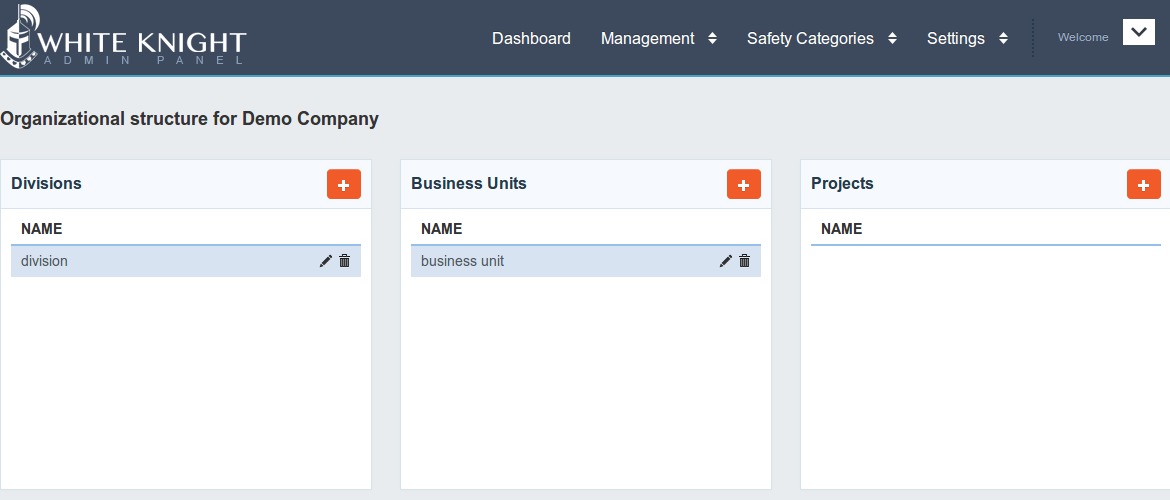 WHITE KNIGHT
ADMIN PANEL
Dashboard Management Safety Categories Settings Welcome
Organizational structure for Demo Company
Divisions
NAME
division
Business Units
NAME
business unit
Projects
NAME